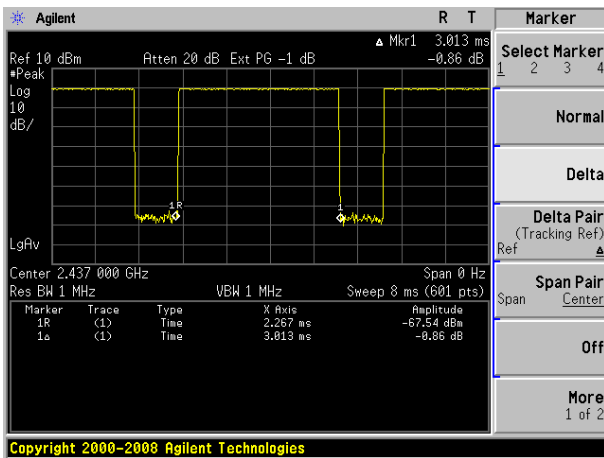 Agilent R T
Marker
Δ Mkr1 3.013 ms
Ref 10 dBm Atten 20 dB Ext PG -1 dB -0.86 dB
#Peak
Log
10
dB/
1R
1
LgAv
Center 2.437 000 GHz Span 0 Hz
Res BW 1 MHz VBW 1 MHz Sweep 8 ms (601 pts)
Marker Trace Type X Axis Amplitude
1R (1) Time 2.267 ms -67.54 dBm
1Δ (1) Time 3.013 ms -0.86 dB
Select Marker
1 2 3 4
Normal
Delta
Delta Pair
(Tracking Ref)
Ref Δ
Span Pair
Span Center
Off
More
1 of 2
Copyright 2000-2008 Agilent Technologies